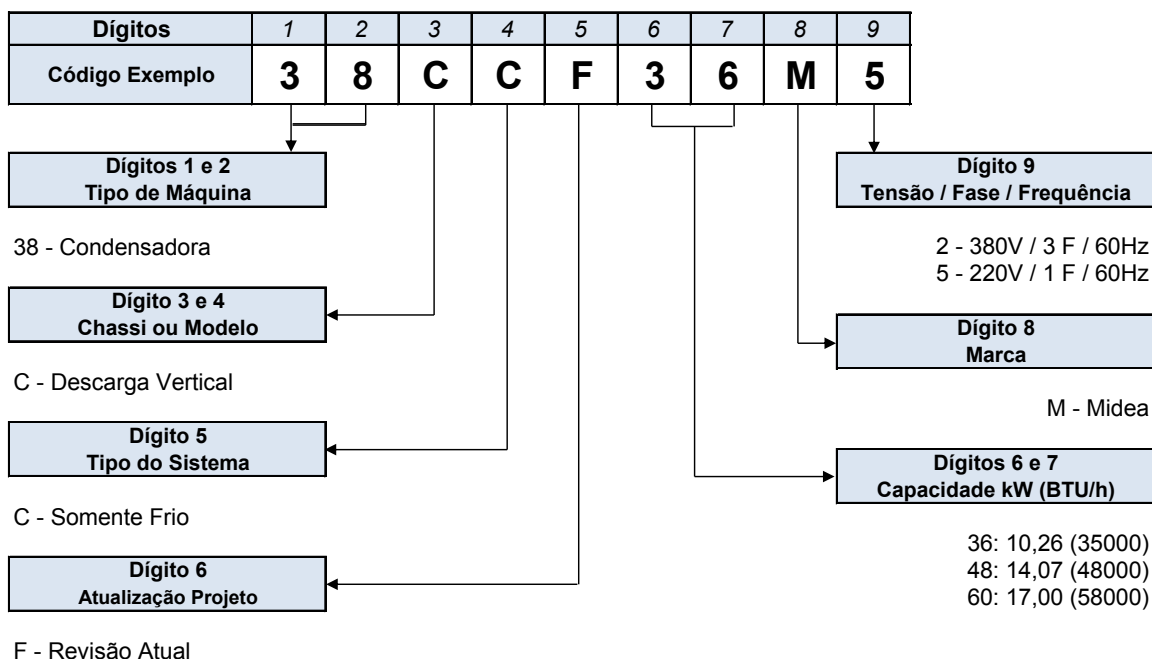 Dígitos 1 2 3 4 5 6 7 8 9
Código Exemplo 3 8 C C F 3 6 M 5
Dígitos 1 e 2
Tipo de Máquina
38 - Condensadora
Dígito 3 e 4
Chassi ou Modelo
C - Descarga Vertical
Dígito 5
Tipo do Sistema
C - Somente Frio
Dígito 6
Atualização Projeto
F - Revisão Atual
Dígito 9
Tensão / Fase / Frequência
2 - 380V / 3 F / 60Hz
5 - 220V / 1 F / 60Hz
Dígito 8
Marca
M - Midea
Dígitos 6 e 7
Capacidade kW (BTU/h)
36: 10,26 (35000)
48: 14,07 (48000)
60: 17,00 (58000)